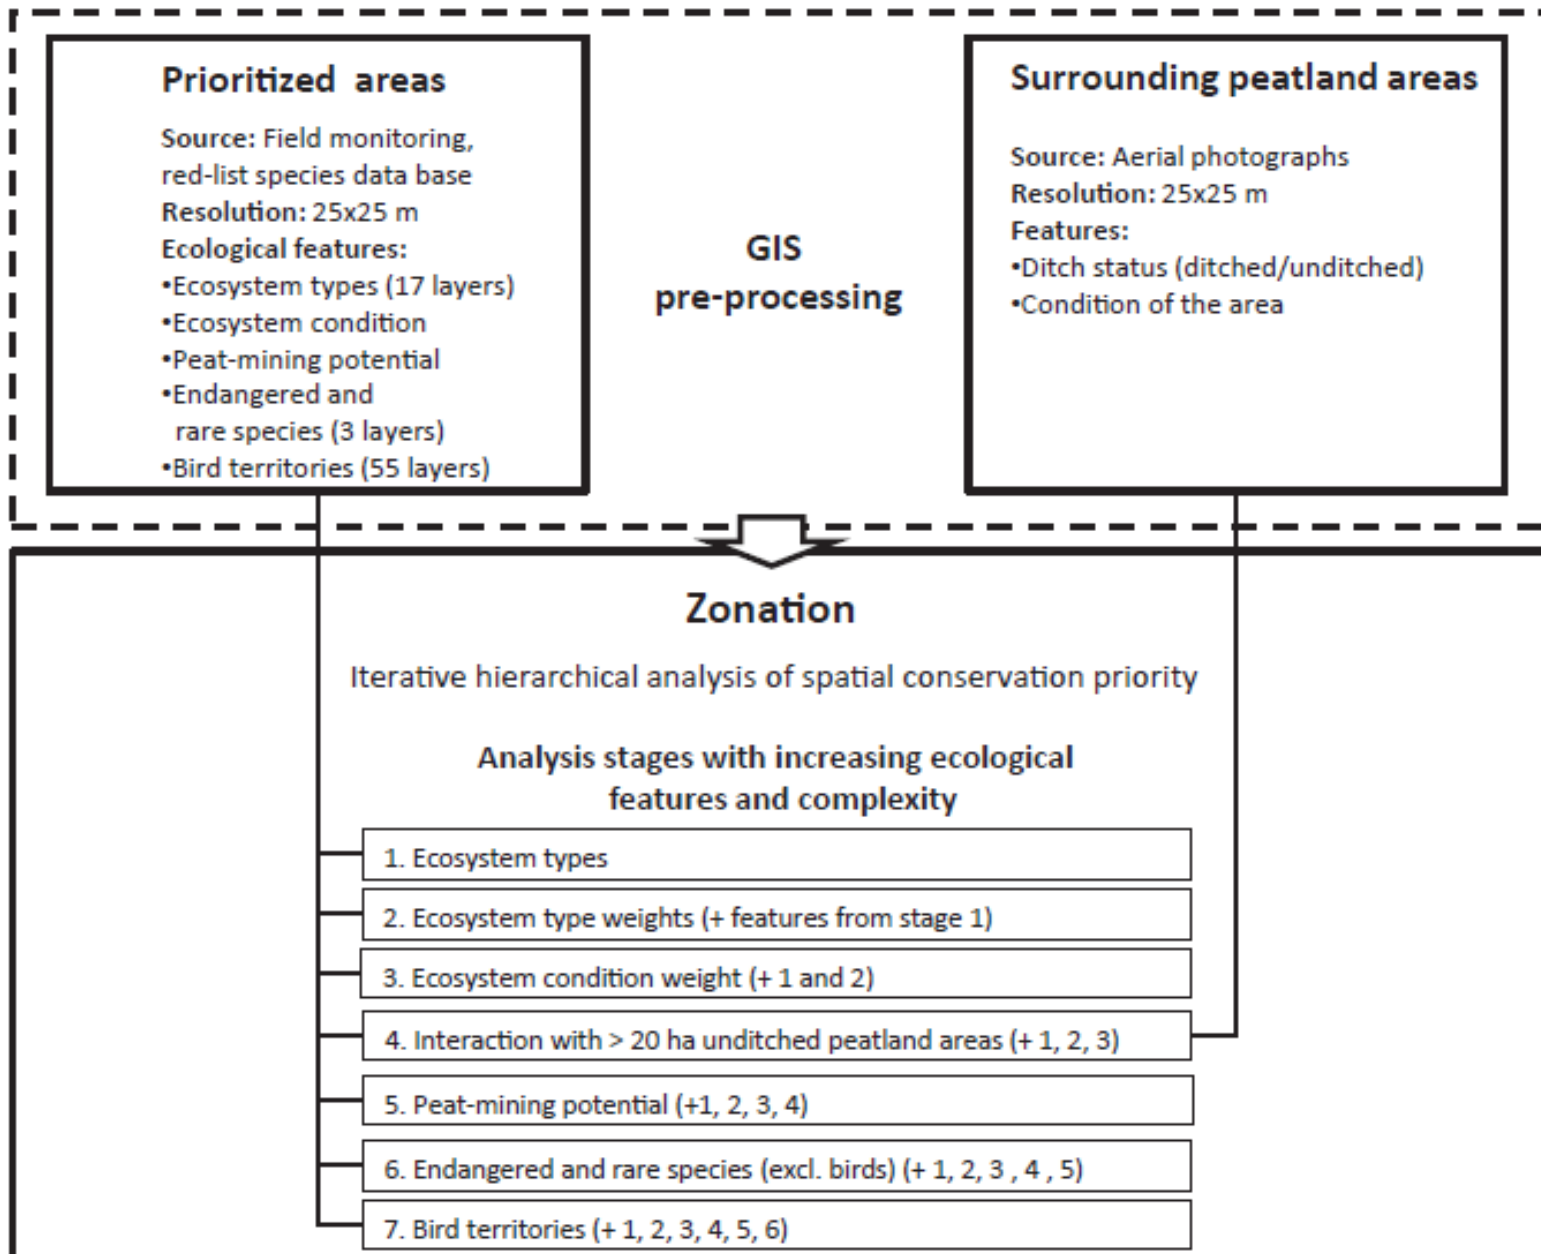 Prioritized areas
Source: Field monitoring,
red-list species data base
Resolution: 25x25 m
Ecological features:
•Ecosystem types (17 layers)
•Ecosystem condition
•Peat-mining potential
•Endangered and
rare species (3 layers)
•Bird territories (55 layers)
GIS
pre-processing
Surrounding peatland areas
Source: Aerial photographs
Resolution: 25x25 m
Features:
•Ditch status (ditched/unditched)
•Condition of the area
Zonation
Iterative hierarchical analysis of spatial conservation priority
Analysis stages with increasing ecological
features and complexity
1. Ecosystem types
2. Ecosystem type weights (+ features from stage 1)
3. Ecosystem condition weight (+ 1 and 2)
4. Interaction with > 20 ha unditched peatland areas (+ 1, 2, 3)
5. Peat-mining potential (+1, 2, 3, 4)
6. Endangered and rare species (excl. birds) (+ 1, 2, 3 , 4 , 5)
7. Bird territories (+ 1, 2, 3, 4, 5, 6)